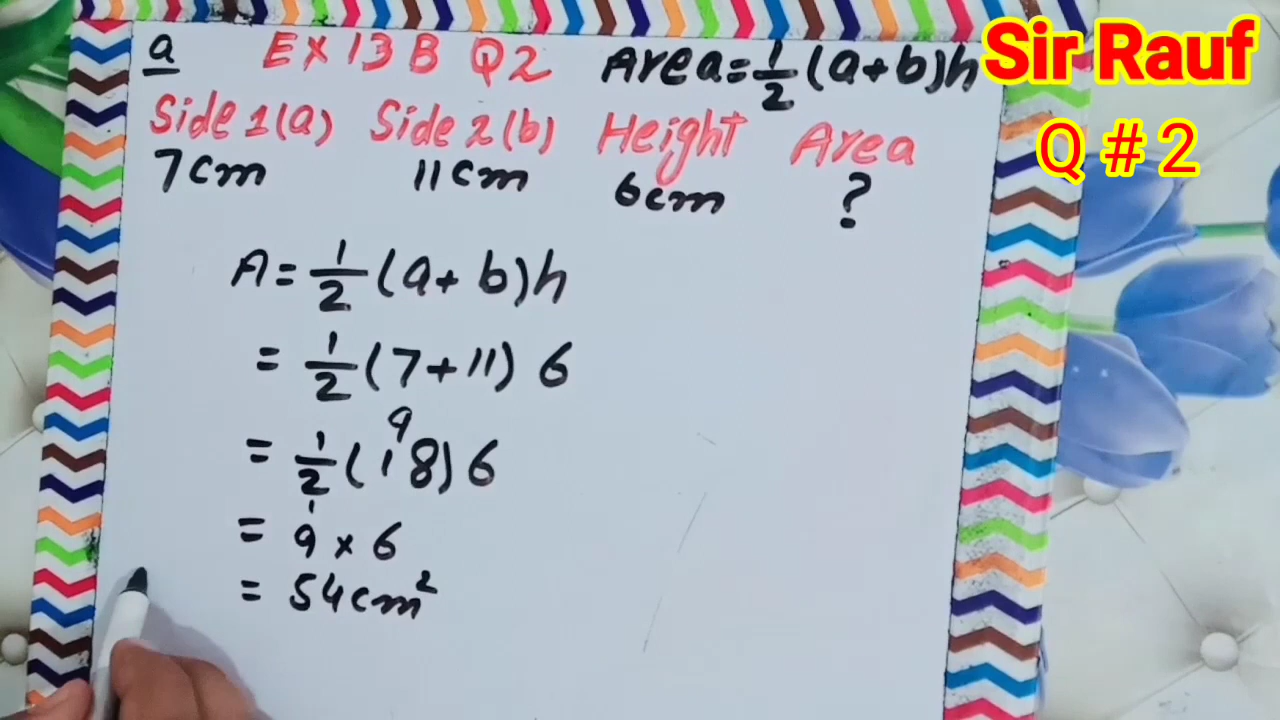 a EX 13 B Q2 Area = 1/2 (a+b)h
Sir Rauf
Q # 2
Side 1(a) Side 2(b) Height Area
7cm 11cm 6cm ?
A = 1/2 (a+b)h
= 1/2 (7+11) 6
9
= 1/2 (18) 6
1
= 9 × 6
= 54cm²